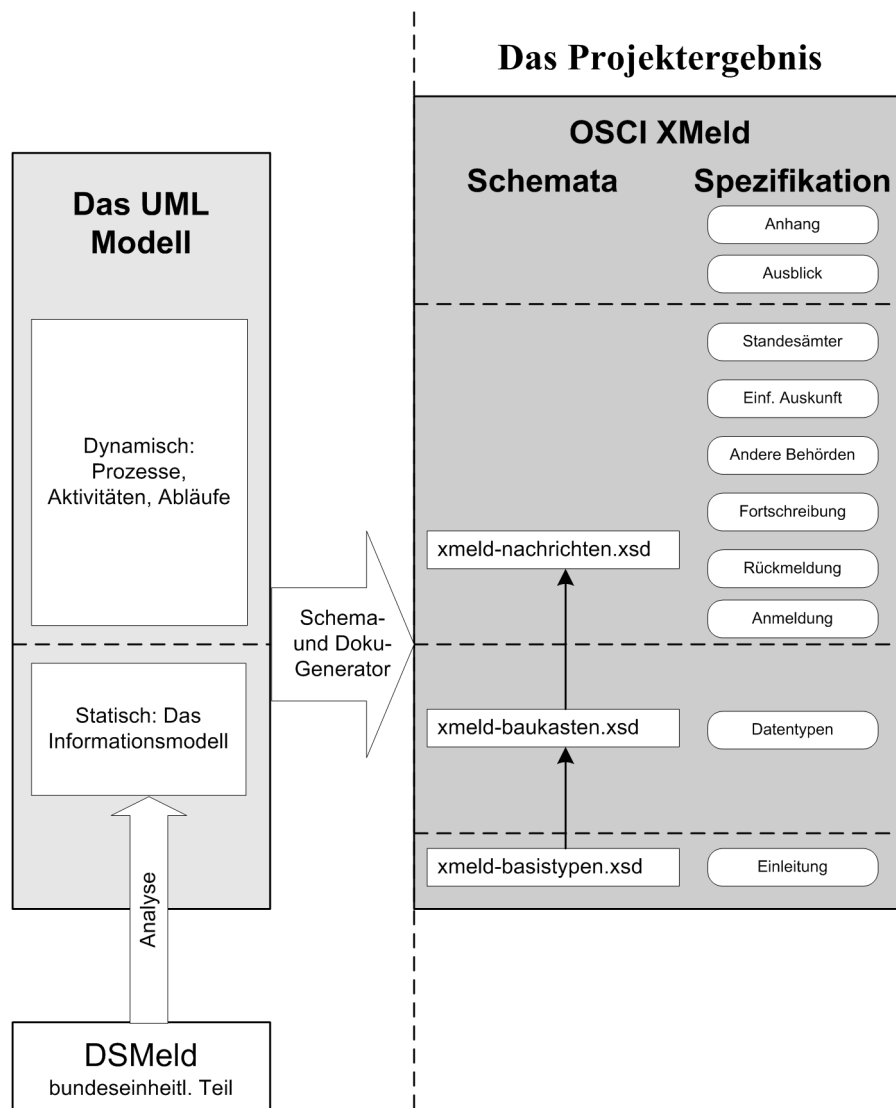 Das Projektergebnis
Das UML
Modell
Dynamisch:
Prozesse,
Aktivitäten, Abläufe
Statisch: Das
Informationsmodell
Analyse
DSMeld
bundeseinheitl. Teil
Schema-
und Doku-
Generator
OSCI XMeld
Schemata
xmeld-nachrichten.xsd
xmeld-baukasten.xsd
xmeld-basistypen.xsd
Spezifikation
Anhang
Ausblick
Standesämter
Einf. Auskunft
Andere Behörden
Fortschreibung
Rückmeldung
Anmeldung
Datentypen
Einleitung